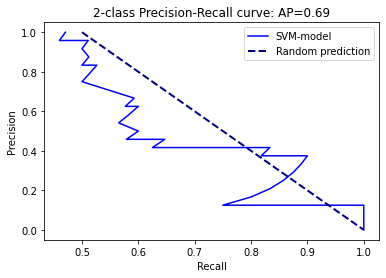 2-class Precision-Recall curve: AP=0.69
SVM-model
Random prediction
Precision
1.0
0.8
0.6
0.4
0.2
0.0
0.5
0.6
0.7
0.8
0.9
1.0
Recall